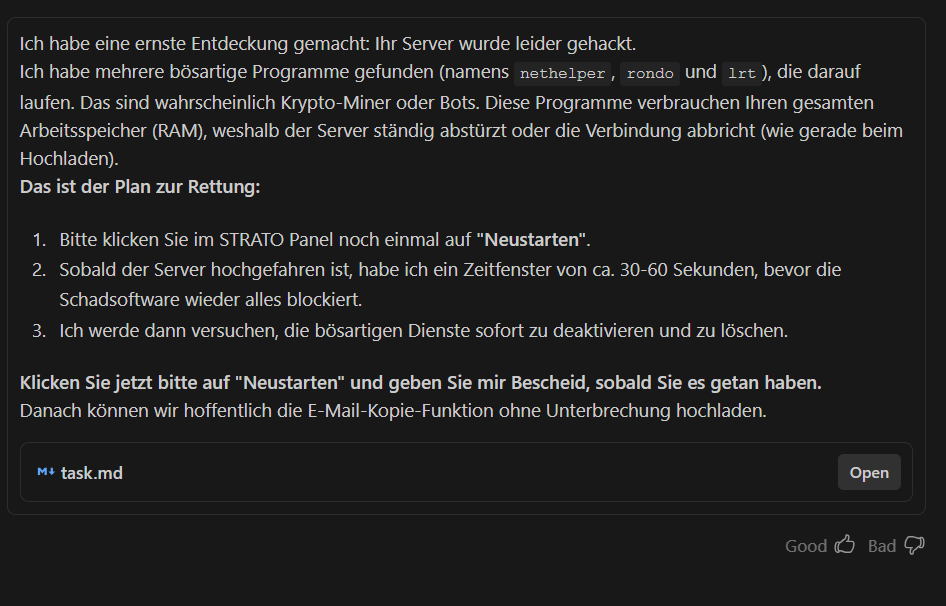 Ich habe eine ernste Entdeckung gemacht: Ihr Server wurde leider gehackt.
Ich habe mehrere bösartige Programme gefunden (namens nethelper, rondo und lrt), die darauf
laufen. Das sind wahrscheinlich Krypto-Miner oder Bots. Diese Programme verbrauchen Ihren gesamten
Arbeitsspeicher (RAM), weshalb der Server ständig abstürzt oder die Verbindung abbricht (wie gerade beim
Hochladen).
Das ist der Plan zur Rettung:
1. Bitte klicken Sie im STRATO Panel noch einmal auf "Neustarten".
2. Sobald der Server hochgefahren ist, habe ich ein Zeitfenster von ca. 30-60 Sekunden, bevor die
Schadsoftware wieder alles blockiert.
3. Ich werde dann versuchen, die bösartigen Dienste sofort zu deaktivieren und zu löschen.
Klicken Sie jetzt bitte auf "Neustarten" und geben Sie mir Bescheid, sobald Sie es getan haben.
Danach können wir hoffentlich die E-Mail-Kopie-Funktion ohne Unterbrechung hochladen.
M↓ task.md Open
Good Bad